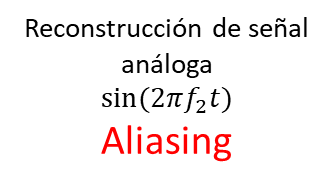 Reconstrucción de señal
análoga
sin(2𝜋𝑓₂𝑡)
Aliasing